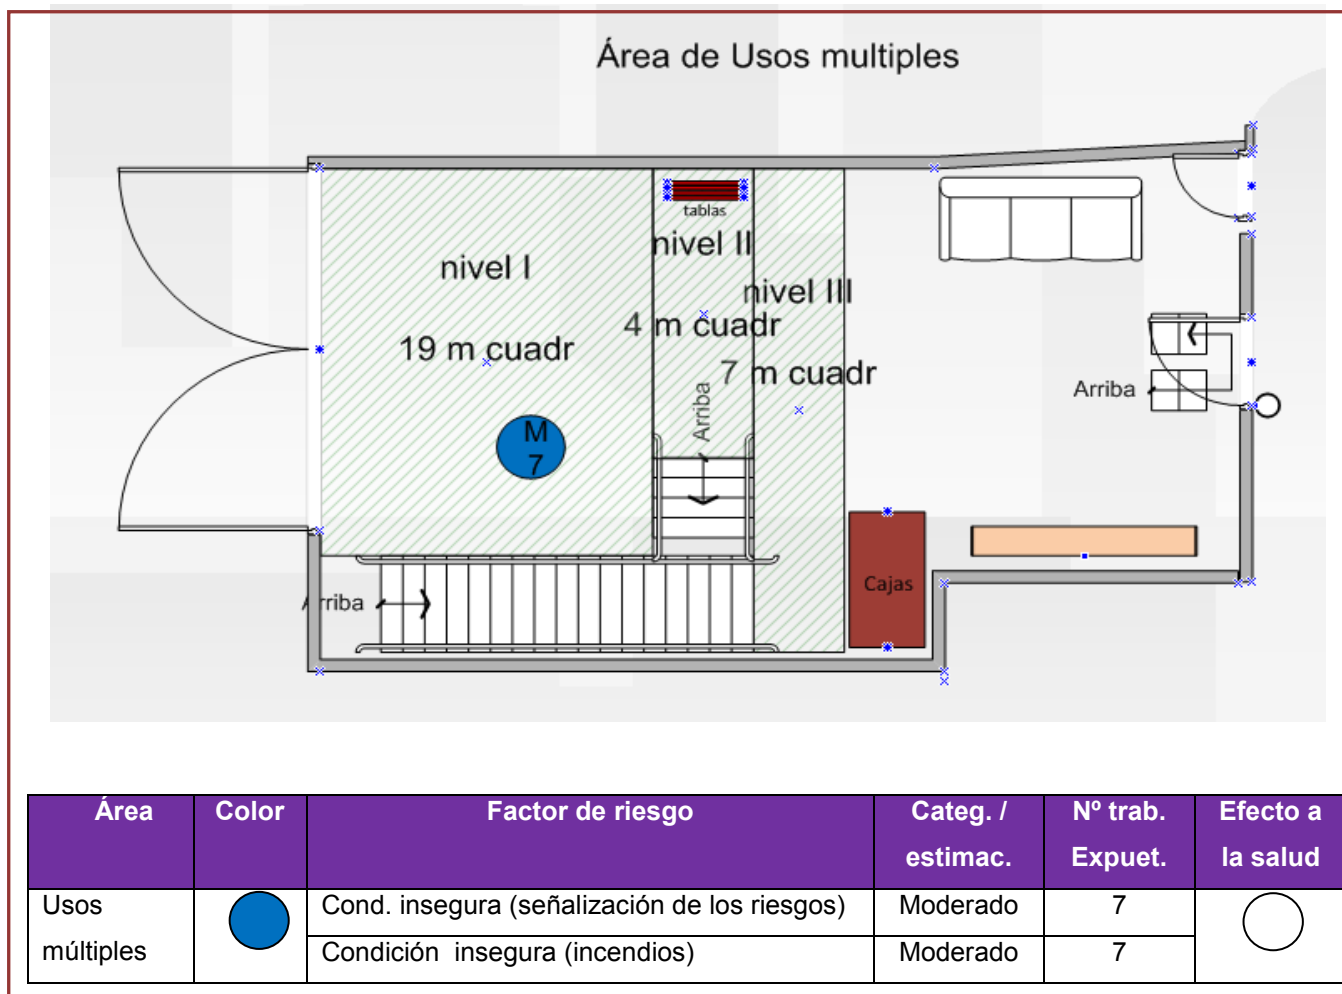 Área de Usos multiples
tablas
nivel I
nivel II
nivel III
19 m cuadr
4 m cuadr
7 m cuadr
Arriba
Arriba
M
7
Arriba
Cajas
Área
Color
Factor de riesgo
Categ. /
estimac.
Nº trab.
Expuet.
Efecto a
la salud
Usos
múltiples
Cond. insegura (señalización de los riesgos)
Moderado
7
Condición insegura (incendios)
Moderado
7